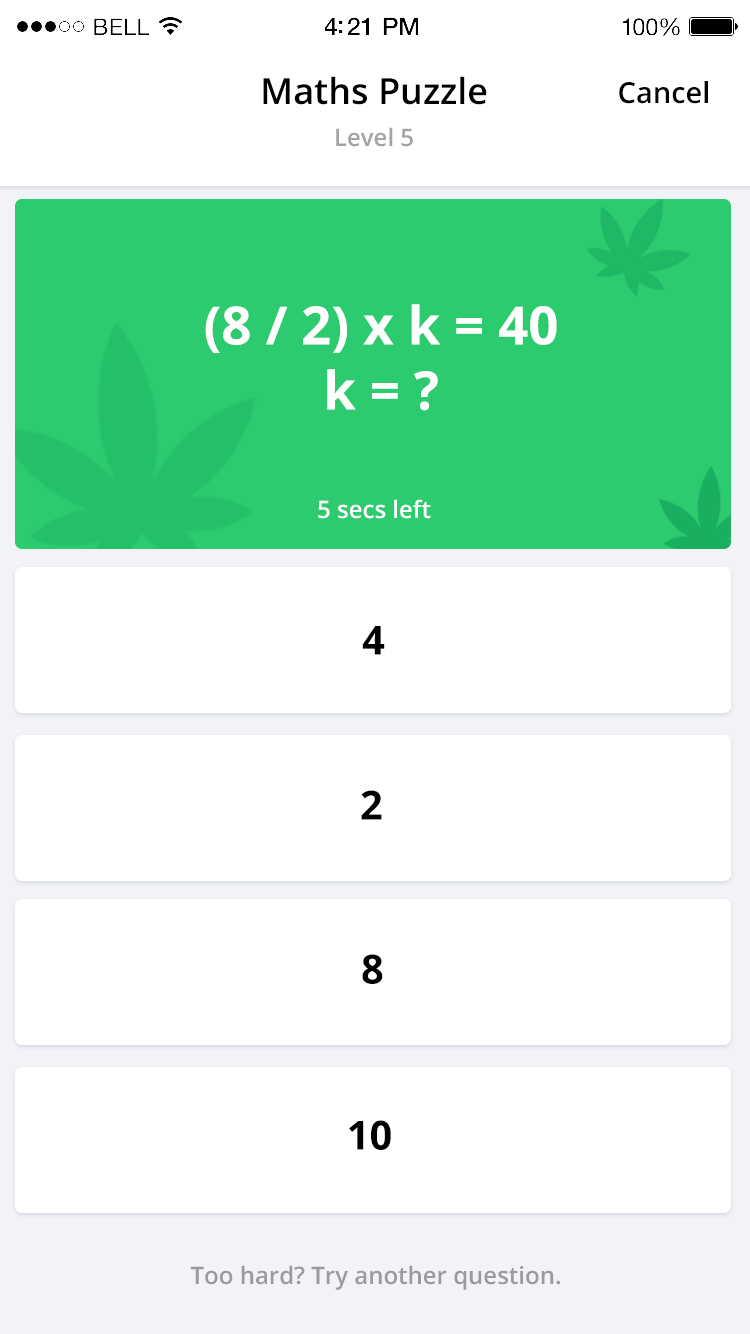 BELL 4:21 PM 100%
Maths Puzzle Cancel
Level 5
(8 / 2) x k = 40
k = ?
5 secs left
4
2
8
10
Too hard? Try another question.